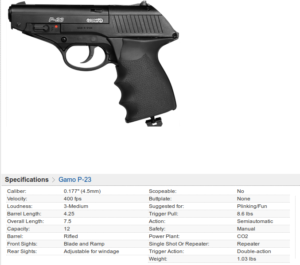 P-23
Specifications > Gamo P-23
Caliber: 0.177" (4.5mm) Scopeable: No
Velocity: 400 fps Buttplate: None
Loudness: 3-Medium Suggested for: Plinking/Fun
Barrel Length: 4.25 Trigger Pull: 8.6 lbs
Overall Length: 7.5 Action: Semiautomatic
Capacity: 12 Safety: Manual
Barrel: Rifled Power Plant: CO2
Front Sights: Blade and Ramp Single Shot Or Repeater: Repeater
Rear Sights: Adjustable for windage Trigger Action: Double-action
Weight: 1.03 lbs